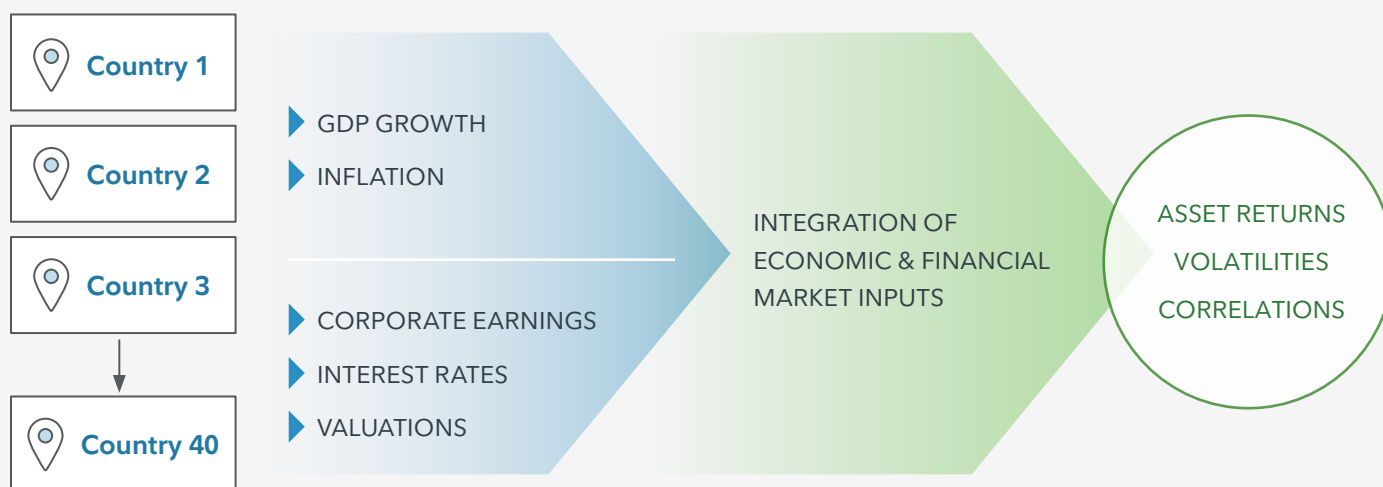 Country 1
Country 2
Country 3
Country 40
GDP GROWTH
INFLATION
CORPORATE EARNINGS
INTEREST RATES
VALUATIONS
INTEGRATION OF
ECONOMIC & FINANCIAL
MARKET INPUTS
ASSET RETURNS
VOLATILITIES
CORRELATIONS